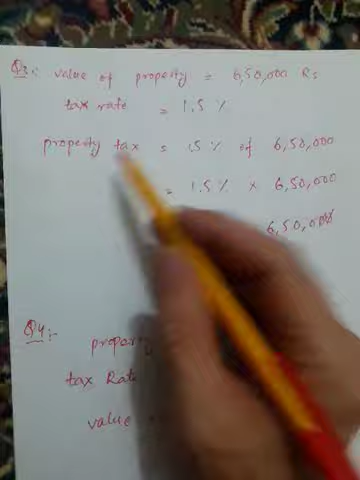 Q3:- value of property = 6,50,000 Rs
tax rate = 1.5 %
property tax = 1.5 % of 6,50,000
= 1.5 % × 6,50,000
6,50,000
Q4:-
tax Rate
value